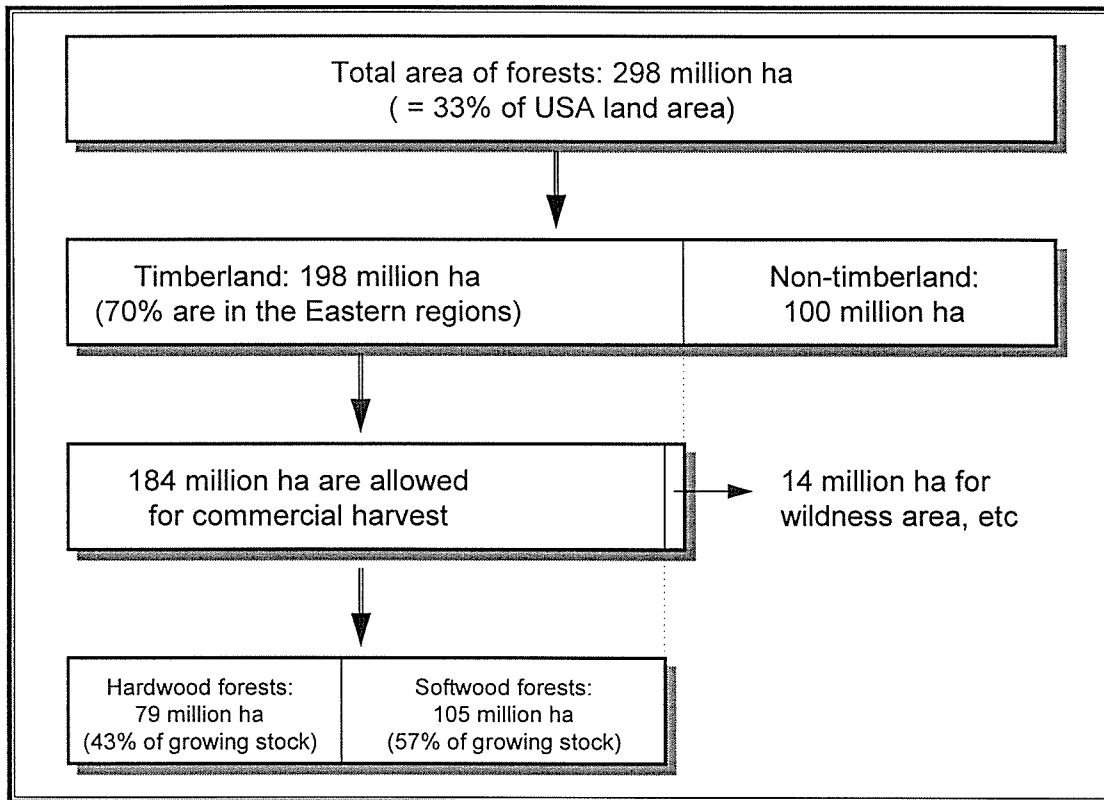 Total area of forests: 298 million ha
( = 33% of USA land area)
Timberland: 198 million ha
(70% are in the Eastern regions)
Non-timberland:
100 million ha
184 million ha are allowed
for commercial harvest
14 million ha for
wildness area, etc
Hardwood forests:
79 million ha
(43% of growing stock)
Softwood forests:
105 million ha
(57% of growing stock)